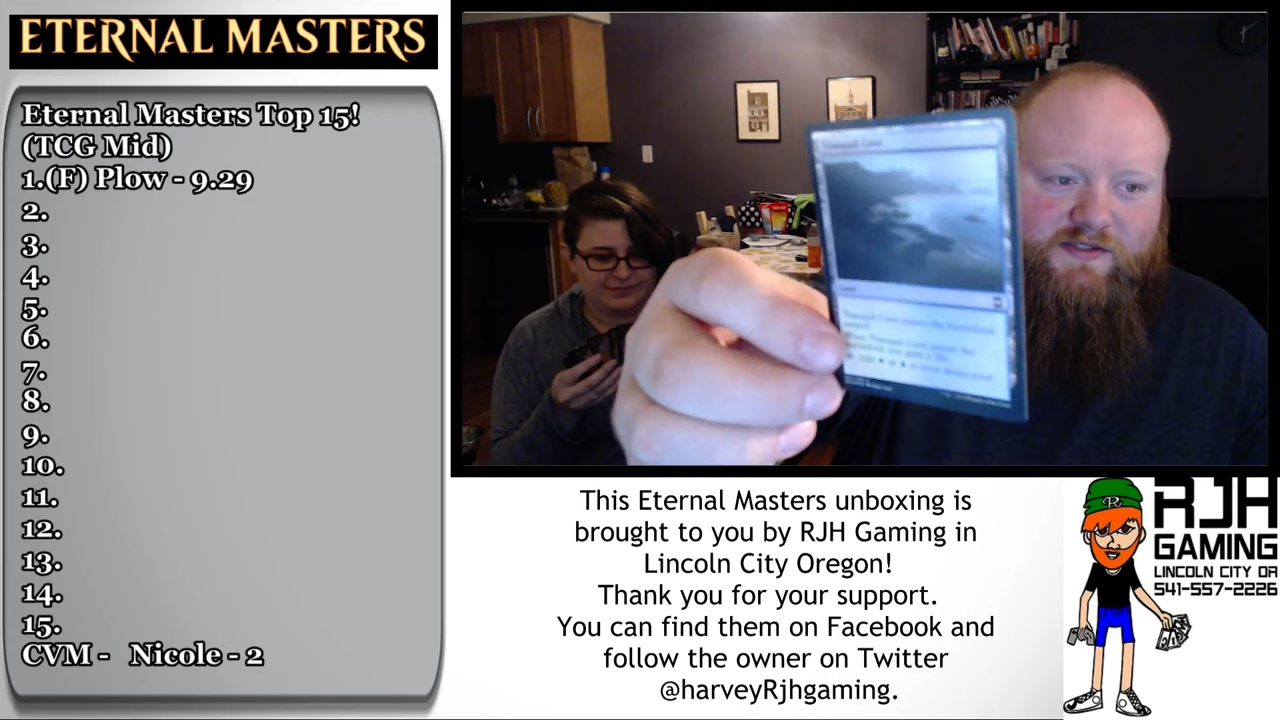 ETERNAL MASTERS
Eternal Masters Top 15!
(TCG Mid)
1.(F) Plow - 9.29
2.
3.
4.
5.
6.
7.
8.
9.
10.
11.
12.
13.
14.
15.
CVM - Nicole - 2
Tranquil Cove
Land
This Eternal Masters unboxing is
brought to you by RJH Gaming in
Lincoln City Oregon!
Thank you for your support.
You can find them on Facebook and
follow the owner on Twitter
@harveyRjhgaming.
RJH
GAMING
LINCOLN CITY OR
541-557-2226